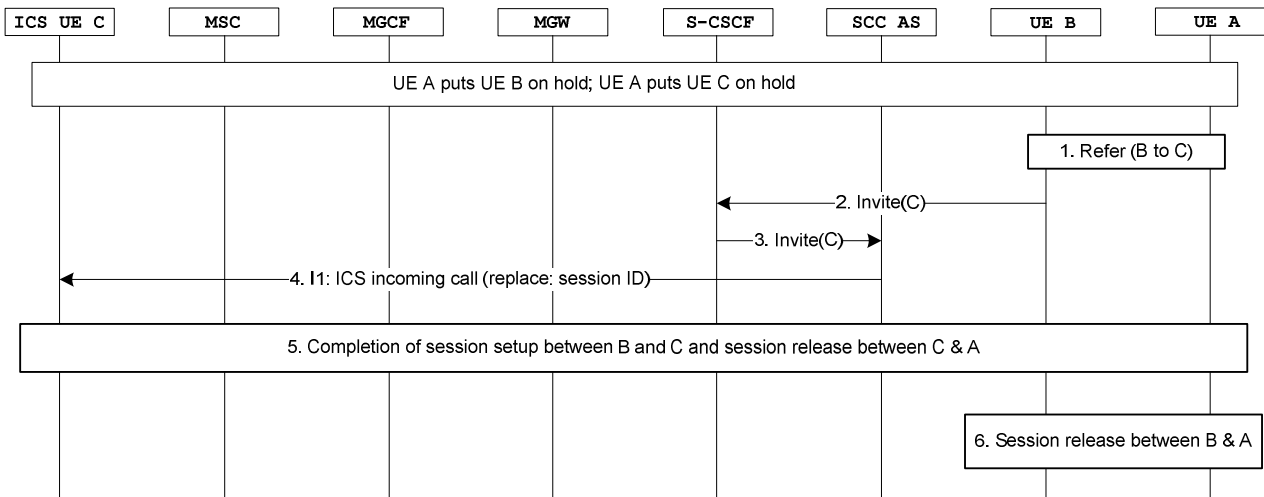 ICS UE C
MSC
MGCF
MGW
S-CSCF
SCC AS
UE B
UE A
UE A puts UE B on hold; UE A puts UE C on hold
1. Refer (B to C)
2. Invite(C)
3. Invite(C)
4. I1: ICS incoming call (replace: session ID)
5. Completion of session setup between B and C and session release between C & A
6. Session release between B & A